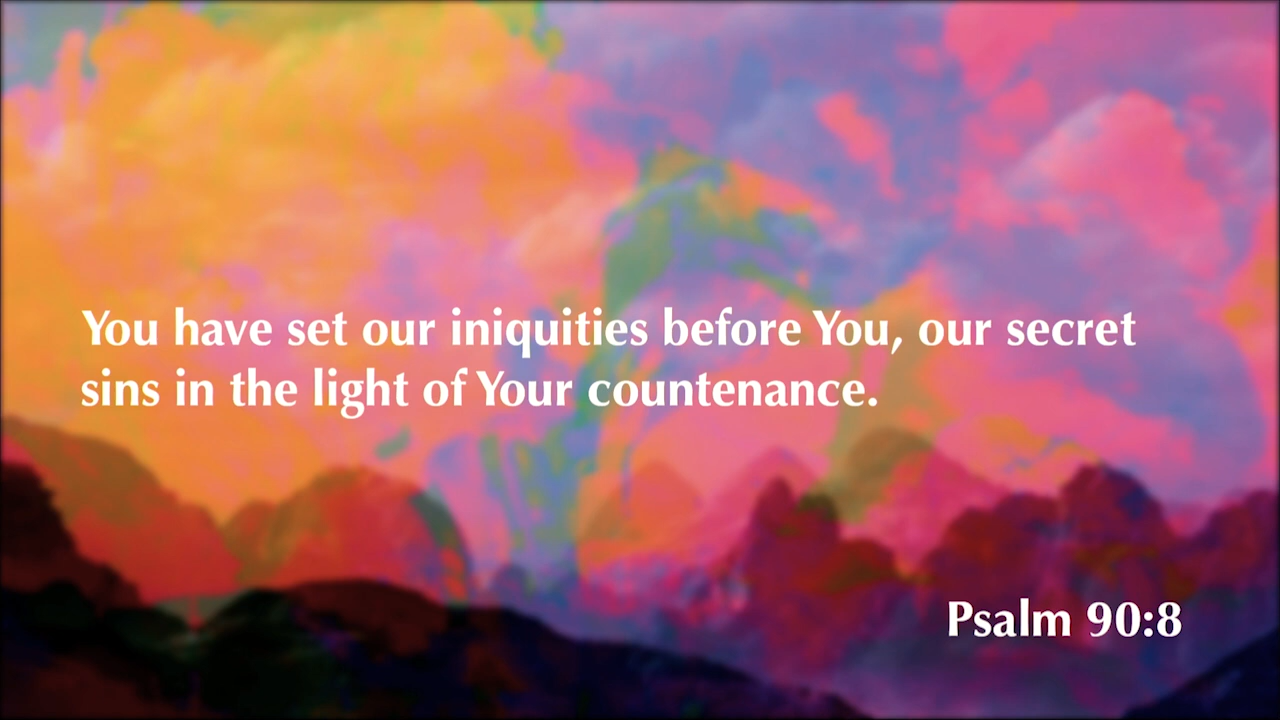 You have set our iniquities before You, our secret
sins in the light of Your countenance.
Psalm 90:8